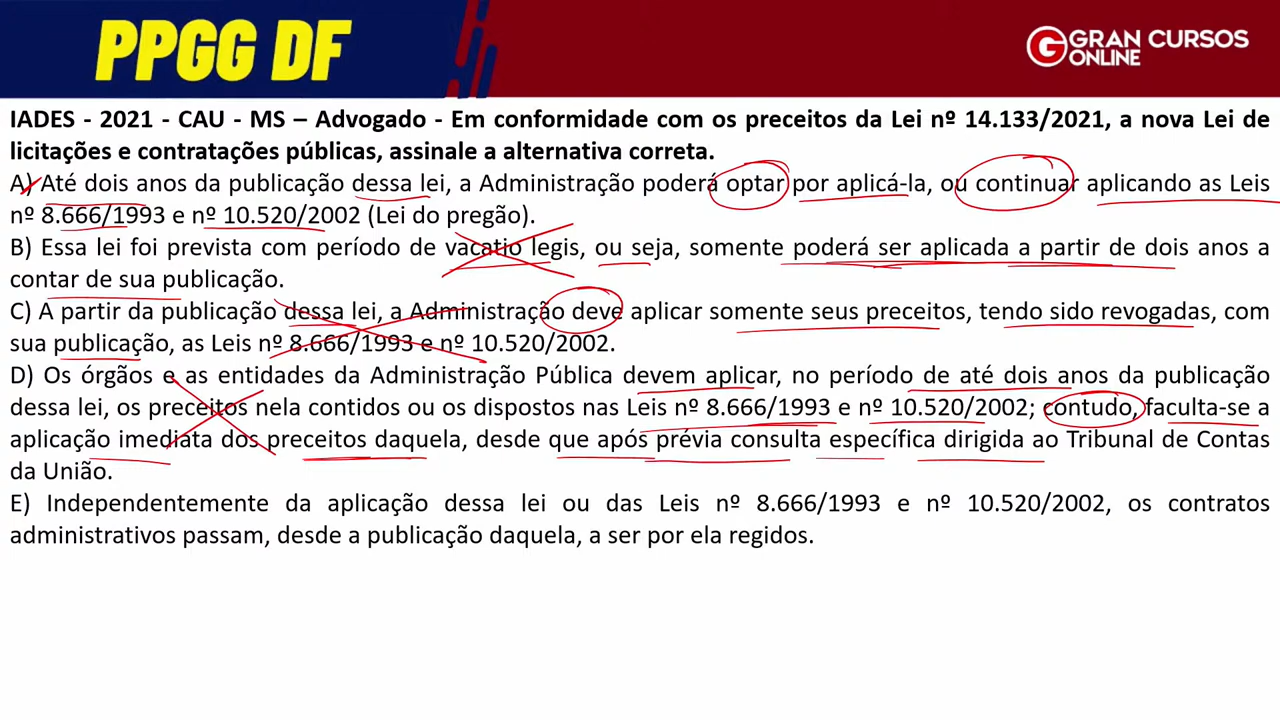 PPGG DF
GRAN CURSOS
ONLINE
IADES - 2021 - CAU - MS – Advogado - Em conformidade com os preceitos da Lei nº 14.133/2021, a nova Lei de
licitações e contratações públicas, assinale a alternativa correta.
A) Até dois anos da publicação dessa lei, a Administração poderá optar por aplicá-la, ou continuar aplicando as Leis
nº 8.666/1993 e nº 10.520/2002 (Lei do pregão).
B) Essa lei foi prevista com período de vacatio legis, ou seja, somente poderá ser aplicada a partir de dois anos a
contar de sua publicação.
C) A partir da publicação dessa lei, a Administração deve aplicar somente seus preceitos, tendo sido revogadas, com
sua publicação, as Leis nº 8.666/1993 e nº 10.520/2002.
D) Os órgãos e as entidades da Administração Pública devem aplicar, no período de até dois anos da publicação
dessa lei, os preceitos nela contidos ou os dispostos nas Leis nº 8.666/1993 e nº 10.520/2002; contudo, faculta-se a
aplicação imediata dos preceitos daquela, desde que após prévia consulta específica dirigida ao Tribunal de Contas
da União.
E) Independentemente da aplicação dessa lei ou das Leis nº 8.666/1993 e nº 10.520/2002, os contratos
administrativos passam, desde a publicação daquela, a ser por ela regidos.